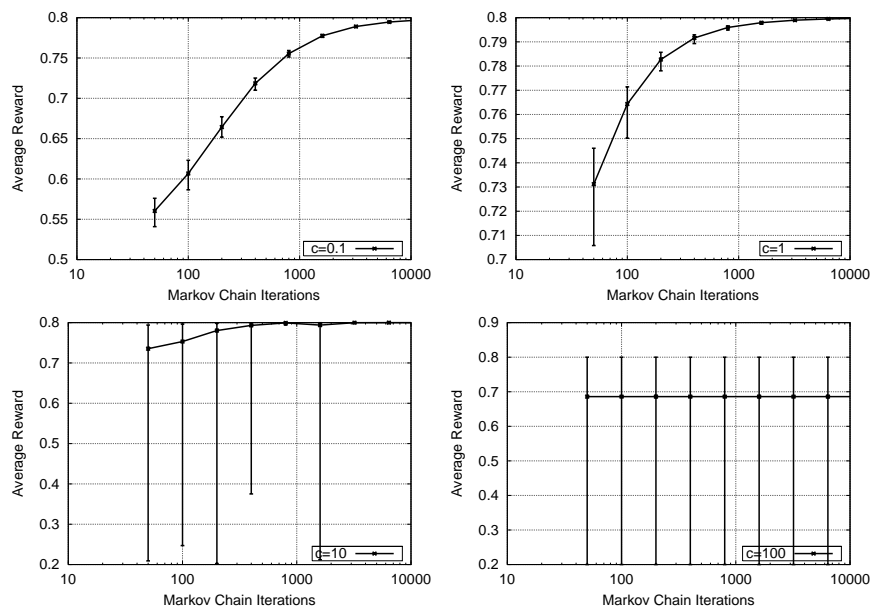 0.8
0.75
0.7
0.65
0.6
0.55
0.5
Average Reward
10 100 1000 10000
Markov Chain Iterations
c=0.1
0.8
0.79
0.78
0.77
0.76
0.75
0.74
0.73
0.72
0.71
0.7
Average Reward
10 100 1000 10000
Markov Chain Iterations
c=1
0.8
0.7
0.6
0.5
0.4
0.3
0.2
Average Reward
10 100 1000 10000
Markov Chain Iterations
c=10
0.9
0.8
0.7
0.6
0.5
0.4
0.3
0.2
Average Reward
10 100 1000 10000
Markov Chain Iterations
c=100